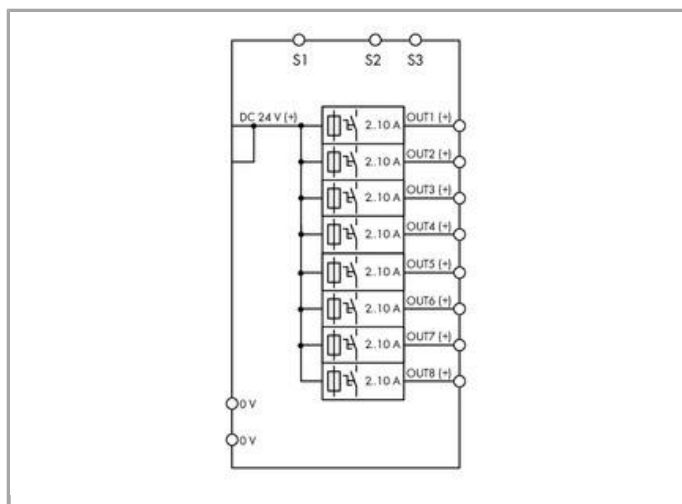 S1 S2 S3
DC 24 V (+)
2..10 A OUT1 (+)
2..10 A OUT2 (+)
2..10 A OUT3 (+)
2..10 A OUT4 (+)
2..10 A OUT5 (+)
2..10 A OUT6 (+)
2..10 A OUT7 (+)
2..10 A OUT8 (+)
0 V
0 V